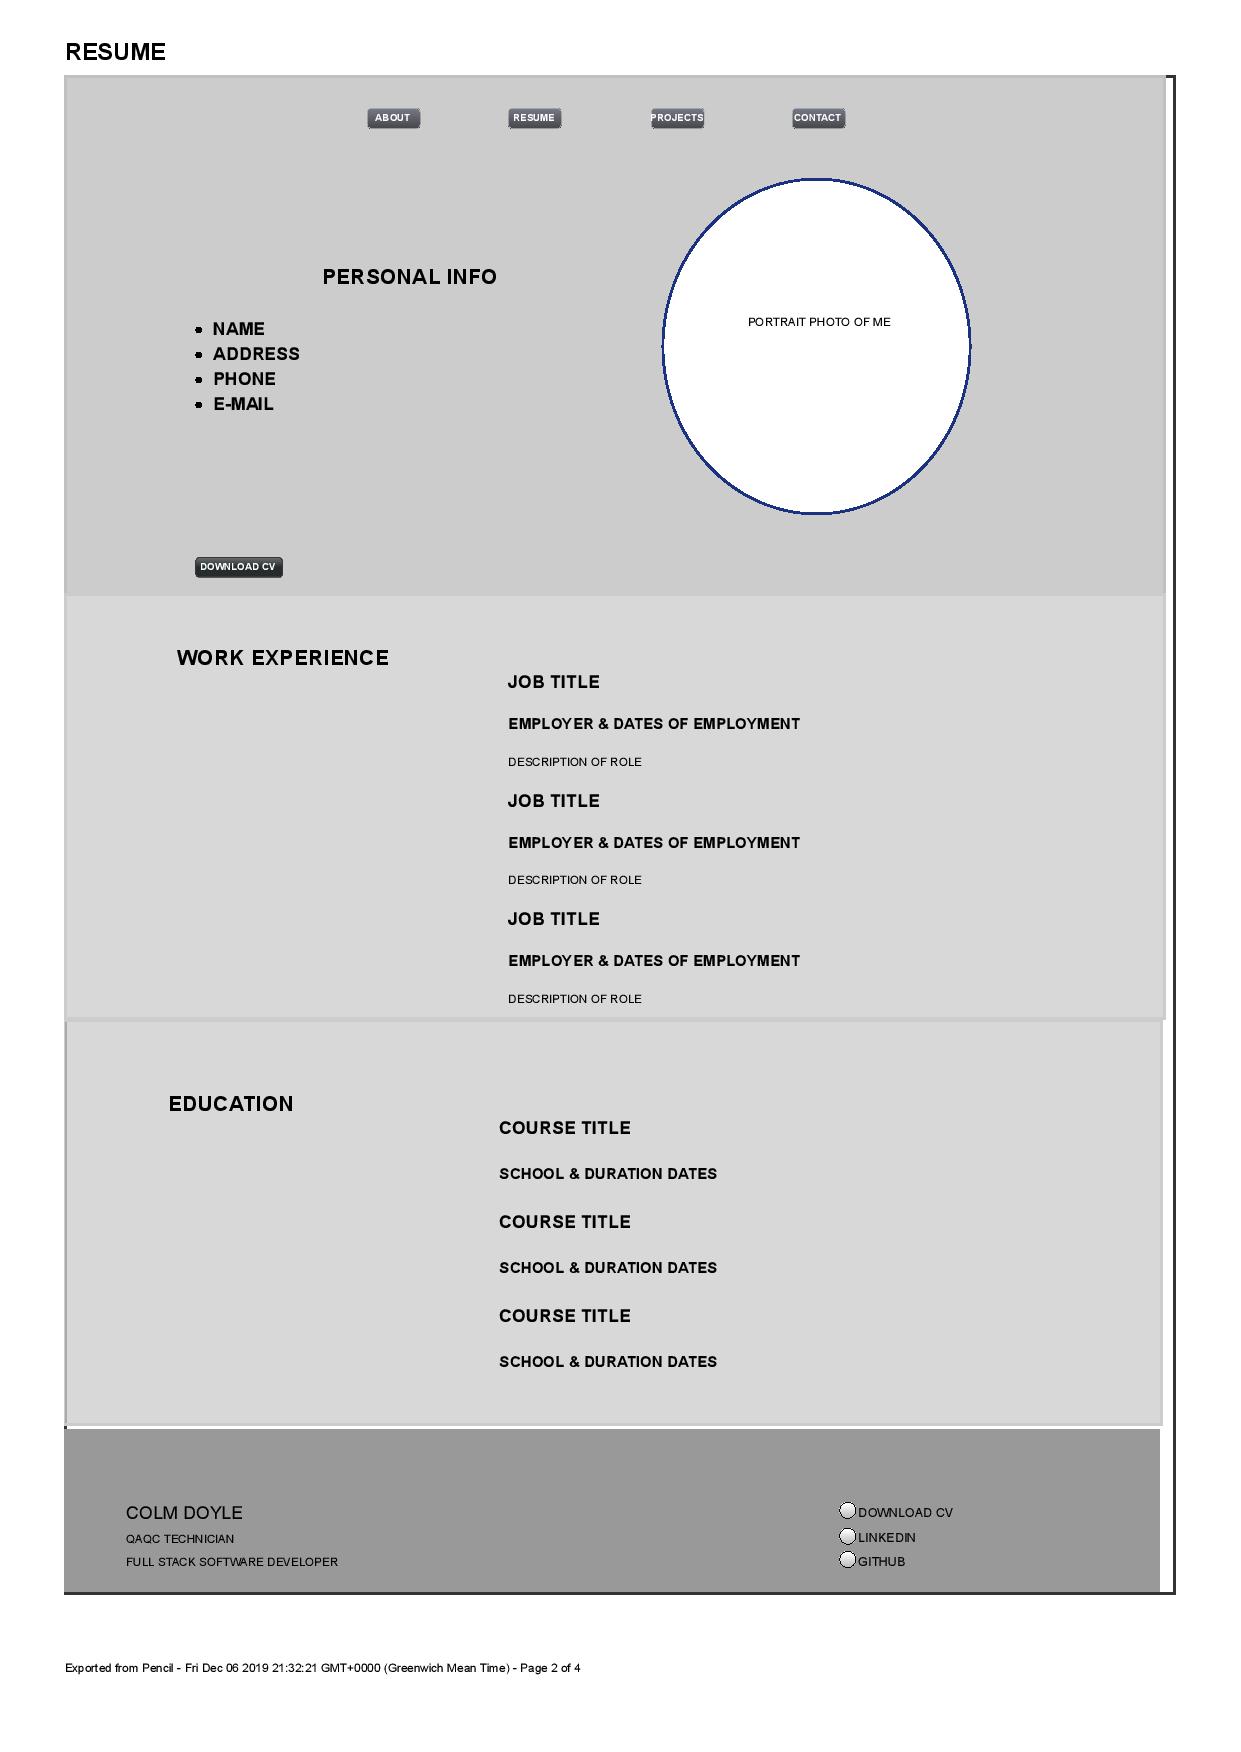 RESUME
ABOUT RESUME PROJECTS CONTACT
PORTRAIT PHOTO OF ME
PERSONAL INFO
NAME
ADDRESS
PHONE
E-MAIL
DOWNLOAD CV
WORK EXPERIENCE
JOB TITLE
EMPLOYER & DATES OF EMPLOYMENT
DESCRIPTION OF ROLE
JOB TITLE
EMPLOYER & DATES OF EMPLOYMENT
DESCRIPTION OF ROLE
JOB TITLE
EMPLOYER & DATES OF EMPLOYMENT
DESCRIPTION OF ROLE
EDUCATION
COURSE TITLE
SCHOOL & DURATION DATES
COURSE TITLE
SCHOOL & DURATION DATES
COURSE TITLE
SCHOOL & DURATION DATES
COLM DOYLE
QAQC TECHNICIAN
FULL STACK SOFTWARE DEVELOPER
DOWNLOAD CV
LINKEDIN
GITHUB
Exported from Pencil - Fri Dec 06 2019 21:32:21 GMT+0000 (Greenwich Mean Time) - Page 2 of 4